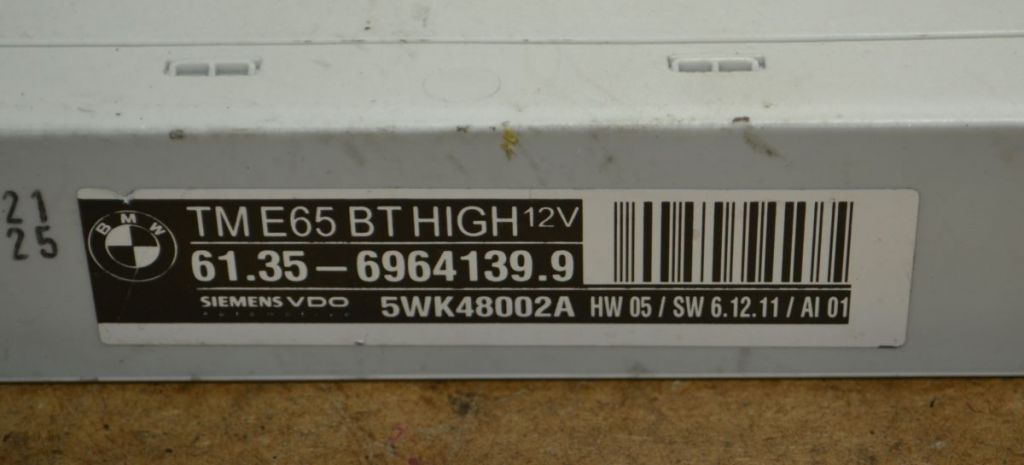 21
25
BMW
TM E65 BT HIGH 12V
61.35 – 6964139.9
SIEMENS VDO
Automotive
5WK48002A
HW 05 / SW 6.12.11 / AI 01